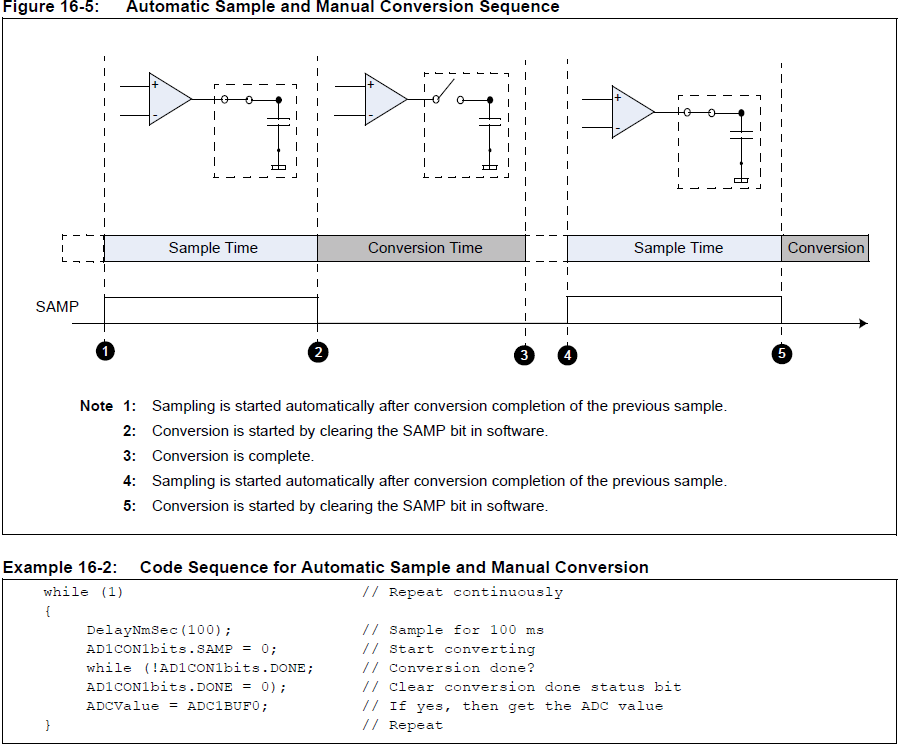 Figure 16-5: Automatic Sample and Manual Conversion Sequence
+ + +
- - -
Sample Time Conversion Time Sample Time Conversion
SAMP
1 2 3 4 5
Note 1: Sampling is started automatically after conversion completion of the previous sample.
2: Conversion is started by clearing the SAMP bit in software.
3: Conversion is complete.
4: Sampling is started automatically after conversion completion of the previous sample.
5: Conversion is started by clearing the SAMP bit in software.
Example 16-2: Code Sequence for Automatic Sample and Manual Conversion
while (1) // Repeat continuously
{
DelayNmSec(100); // Sample for 100 ms
AD1CON1bits.SAMP = 0; // Start converting
while (!AD1CON1bits.DONE; // Conversion done?
AD1CON1bits.DONE = 0); // Clear conversion done status bit
ADCValue = ADC1BUF0; // If yes, then get the ADC value
} // Repeat